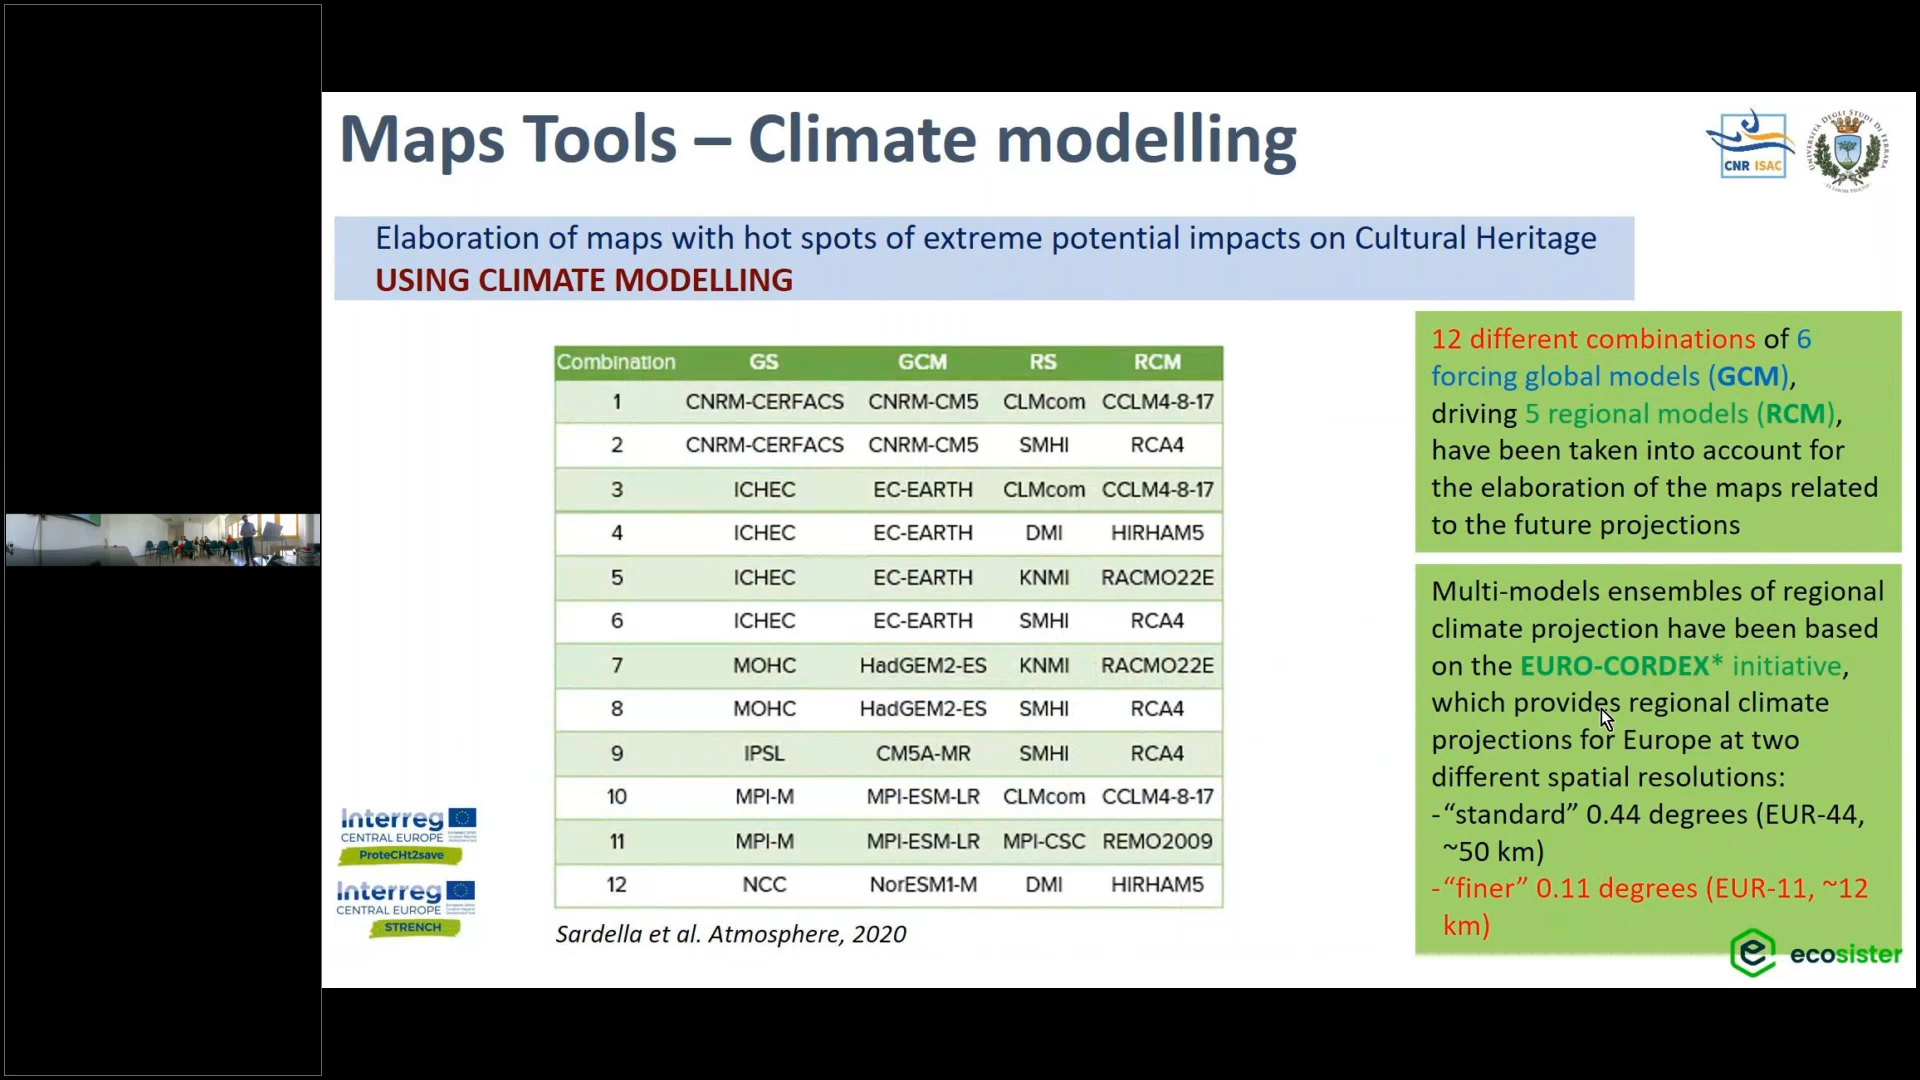 Maps Tools – Climate modelling
CNR ISAC
UNIVERSITÀ DEGLI STUDI DI FERRARA
Elaboration of maps with hot spots of extreme potential impacts on Cultural Heritage
USING CLIMATE MODELLING
Combination GS GCM RS RCM
1 CNRM-CERFACS CNRM-CM5 CLMcom CCLM4-8-17
2 CNRM-CERFACS CNRM-CM5 SMHI RCA4
3 ICHEC EC-EARTH CLMcom CCLM4-8-17
4 ICHEC EC-EARTH DMI HIRHAM5
5 ICHEC EC-EARTH KNMI RACMO22E
6 ICHEC EC-EARTH SMHI RCA4
7 MOHC HadGEM2-ES KNMI RACMO22E
8 MOHC HadGEM2-ES SMHI RCA4
9 IPSL CM5A-MR SMHI RCA4
10 MPI-M MPI-ESM-LR CLMcom CCLM4-8-17
11 MPI-M MPI-ESM-LR MPI-CSC REMO2009
12 NCC NorESM1-M DMI HIRHAM5
Sardella et al. Atmosphere, 2020
12 different combinations of 6
forcing global models (GCM),
driving 5 regional models (RCM),
have been taken into account for
the elaboration of the maps related
to the future projections
Multi-models ensembles of regional
climate projection have been based
on the EURO-CORDEX* initiative,
which provides regional climate
projections for Europe at two
different spatial resolutions:
-“standard” 0.44 degrees (EUR-44,
~50 km)
-“finer” 0.11 degrees (EUR-11, ~12
km)
Interreg
CENTRAL EUROPE
ProteCHt2save
Interreg
CENTRAL EUROPE
STRENCH
ecosister